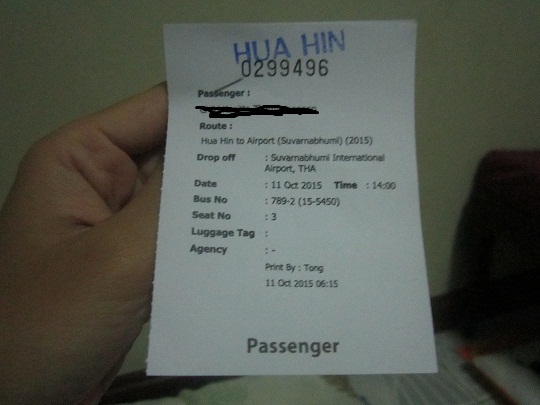 HUA HIN
0299496
Passenger :
Route :
Hua Hin to Airport (Suvarnabhumi) (2015)
Drop off : Suvarnabhumi International
Airport, THA
Date : 11 Oct 2015 Time : 14:00
Bus No : 789-2 (15-5450)
Seat No : 3
Luggage Tag :
Agency : -
Print By : Tong
11 Oct 2015 06:15
Passenger